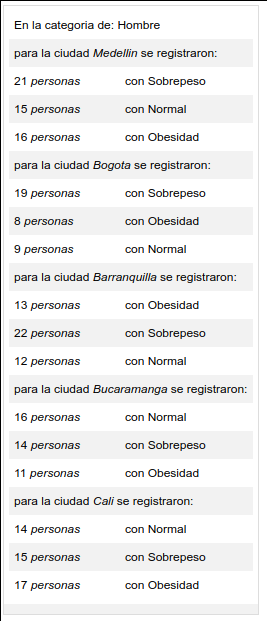 En la categoria de: Hombre
para la ciudad Medellin se registraron:
21 personas con Sobrepeso
15 personas con Normal
16 personas con Obesidad
para la ciudad Bogota se registraron:
19 personas con Sobrepeso
8 personas con Obesidad
9 personas con Normal
para la ciudad Barranquilla se registraron:
13 personas con Obesidad
22 personas con Sobrepeso
12 personas con Normal
para la ciudad Bucaramanga se registraron:
16 personas con Normal
14 personas con Sobrepeso
11 personas con Obesidad
para la ciudad Cali se registraron:
14 personas con Normal
15 personas con Sobrepeso
17 personas con Obesidad